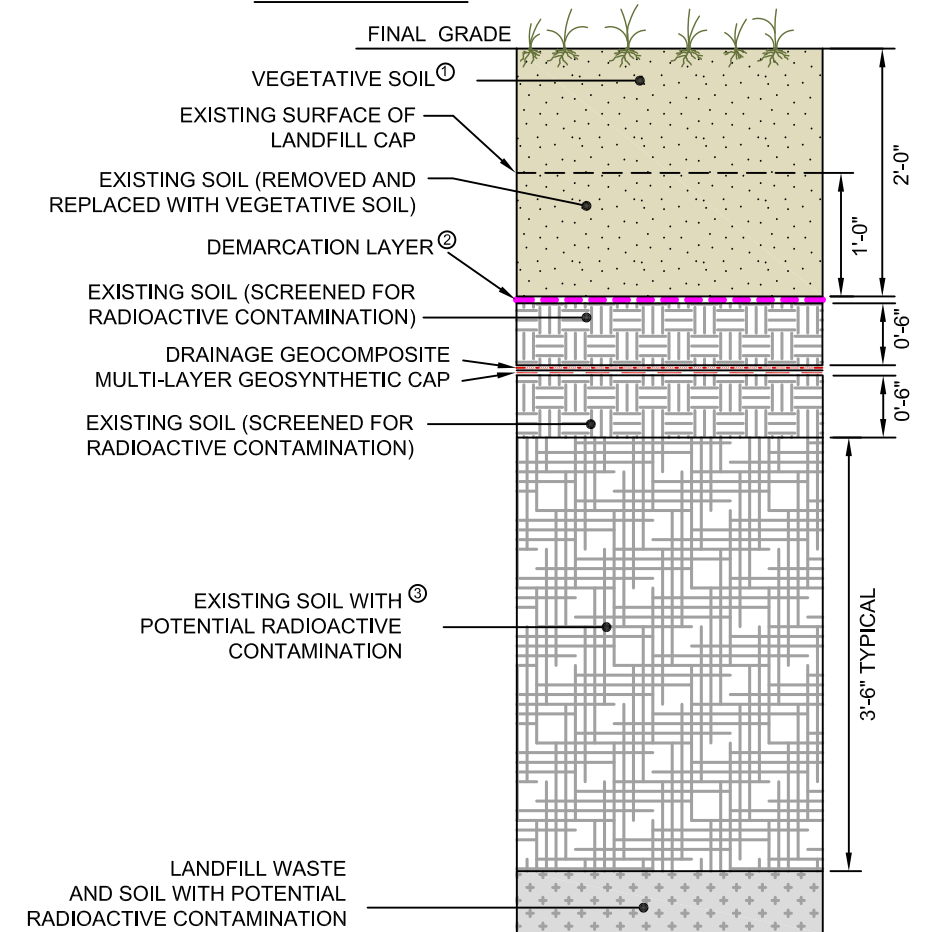 FINAL GRADE
VEGETATIVE SOIL①
EXISTING SURFACE OF
LANDFILL CAP
EXISTING SOIL (REMOVED AND
REPLACED WITH VEGETATIVE SOIL)
DEMARCATION LAYER②
EXISTING SOIL (SCREENED FOR
RADIOACTIVE CONTAMINATION)
DRAINAGE GEOCOMPOSITE
MULTI-LAYER GEOSYNTHETIC CAP
EXISTING SOIL (SCREENED FOR
RADIOACTIVE CONTAMINATION)
EXISTING SOIL WITH③
POTENTIAL RADIOACTIVE
CONTAMINATION
LANDFILL WASTE
AND SOIL WITH POTENTIAL
RADIOACTIVE CONTAMINATION
2'-0"
1'-0"
0'-6"
0'-6"
3'-6" TYPICAL